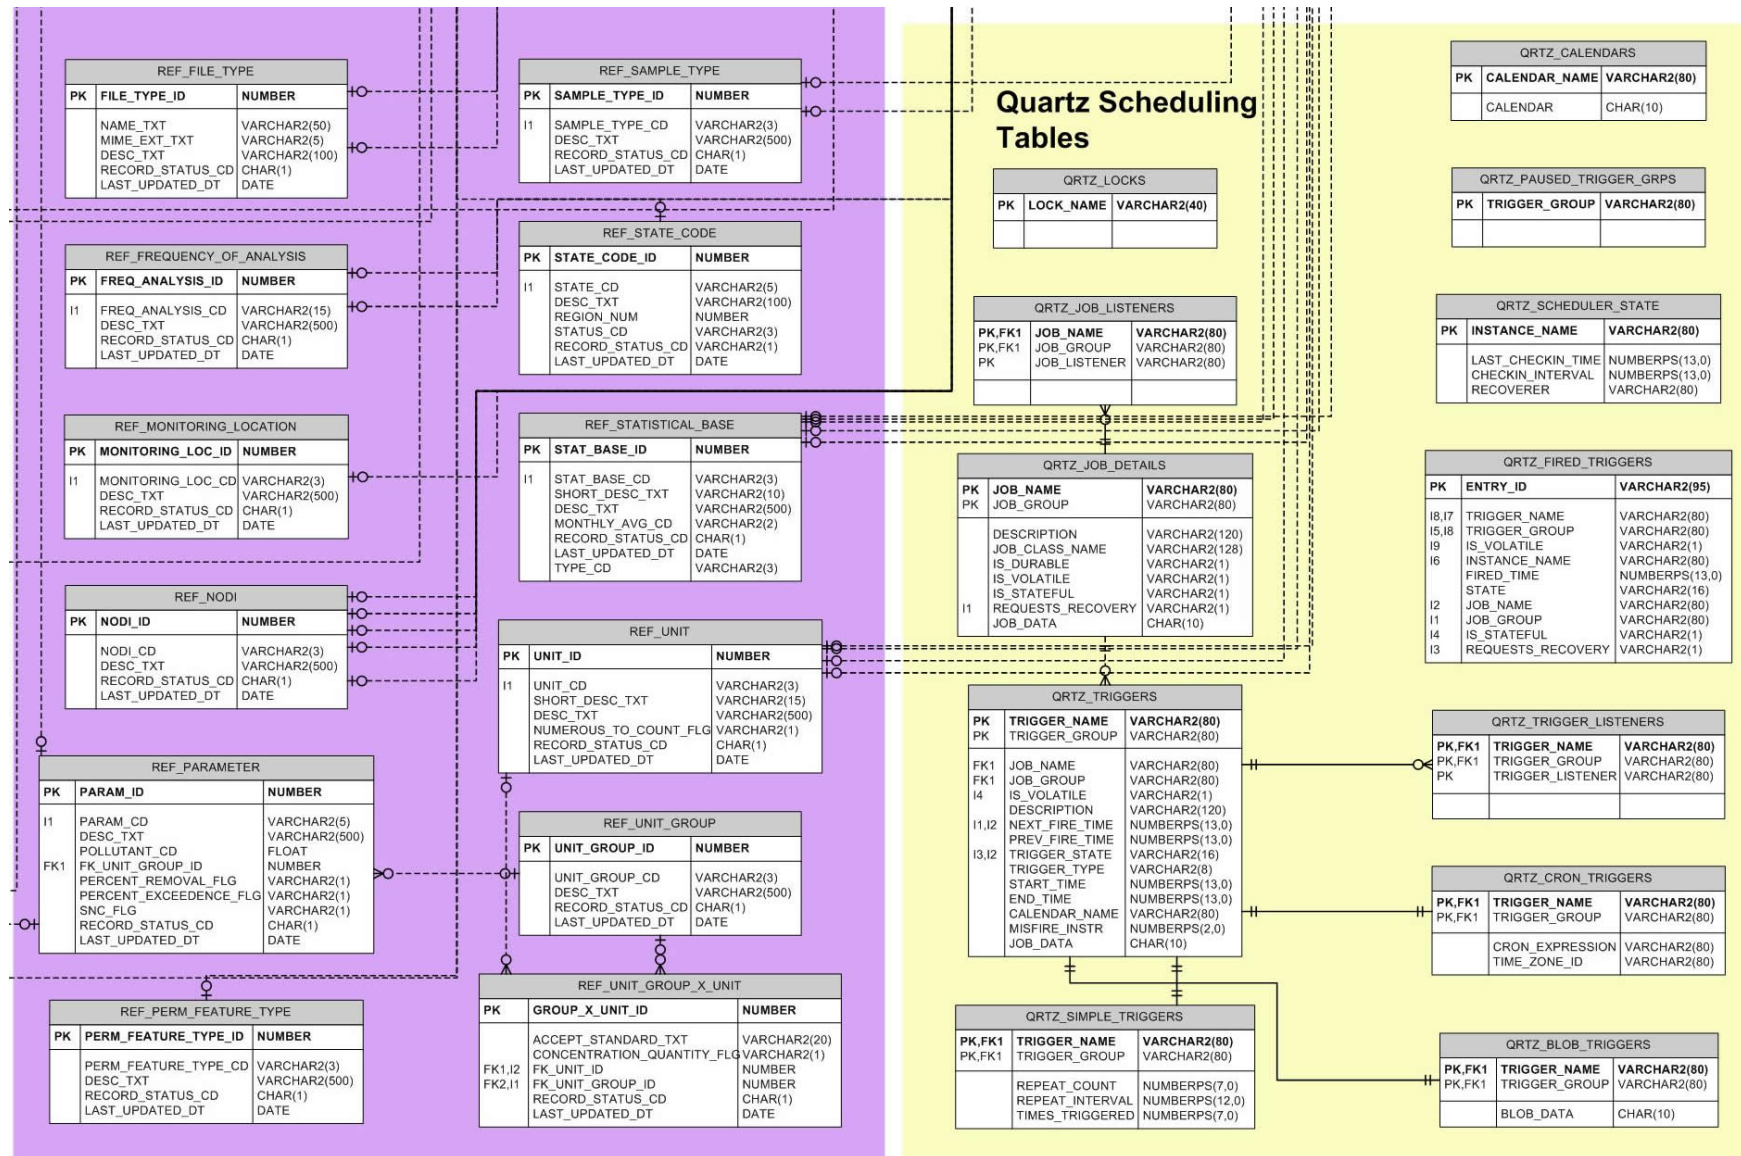 REF_FILE_TYPE
PK FILE_TYPE_ID NUMBER
NAME_TXT VARCHAR2(50)
MIME_EXT_TXT VARCHAR2(5)
DESC_TXT VARCHAR2(100)
RECORD_STATUS_CD CHAR(1)
LAST_UPDATED_DT DATE
REF_FREQUENCY_OF_ANALYSIS
PK FREQ_ANALYSIS_ID NUMBER
I1 FREQ_ANALYSIS_CD VARCHAR2(15)
DESC_TXT VARCHAR2(500)
RECORD_STATUS_CD CHAR(1)
LAST_UPDATED_DT DATE
REF_MONITORING_LOCATION
PK MONITORING_LOC_ID NUMBER
I1 MONITORING_LOC_CD VARCHAR2(3)
DESC_TXT VARCHAR2(500)
RECORD_STATUS_CD CHAR(1)
LAST_UPDATED_DT DATE
REF_NODI
PK NODI_ID NUMBER
NODI_CD VARCHAR2(3)
DESC_TXT VARCHAR2(500)
RECORD_STATUS_CD CHAR(1)
LAST_UPDATED_DT DATE
REF_PARAMETER
PK PARAM_ID NUMBER
I1 PARAM_CD VARCHAR2(5)
DESC_TXT VARCHAR2(500)
POLLUTANT_CD FLOAT
FK1 FK_UNIT_GROUP_ID NUMBER
PERCENT_REMOVAL_FLG VARCHAR2(1)
PERCENT_EXCEEDENCE_FLG VARCHAR2(1)
SNC_FLG VARCHAR2(1)
RECORD_STATUS_CD CHAR(1)
LAST_UPDATED_DT DATE
REF_PERM_FEATURE_TYPE
PK PERM_FEATURE_TYPE_ID NUMBER
PERM_FEATURE_TYPE_CD VARCHAR2(3)
DESC_TXT VARCHAR2(500)
RECORD_STATUS_CD CHAR(1)
LAST_UPDATED_DT DATE
REF_SAMPLE_TYPE
PK SAMPLE_TYPE_ID NUMBER
I1 SAMPLE_TYPE_CD VARCHAR2(3)
DESC_TXT VARCHAR2(500)
RECORD_STATUS_CD CHAR(1)
LAST_UPDATED_DT DATE
REF_STATE_CODE
PK STATE_CODE_ID NUMBER
I1 STATE_CD VARCHAR2(5)
DESC_TXT VARCHAR2(100)
REGION_NUM NUMBER
STATUS_CD VARCHAR2(3)
RECORD_STATUS_CD VARCHAR2(1)
LAST_UPDATED_DT DATE
REF_STATISTICAL_BASE
PK STAT_BASE_ID NUMBER
I1 STAT_BASE_CD VARCHAR2(3)
SHORT_DESC_TXT VARCHAR2(10)
DESC_TXT VARCHAR2(500)
MONTHLY_AVG_CD VARCHAR2(2)
RECORD_STATUS_CD CHAR(1)
LAST_UPDATED_DT DATE
TYPE_CD VARCHAR2(3)
REF_UNIT
PK UNIT_ID NUMBER
I1 UNIT_CD VARCHAR2(3)
SHORT_DESC_TXT VARCHAR2(15)
DESC_TXT VARCHAR2(500)
NUMEROUS_TO_COUNT_FLG VARCHAR2(1)
RECORD_STATUS_CD CHAR(1)
LAST_UPDATED_DT DATE
REF_UNIT_GROUP
PK UNIT_GROUP_ID NUMBER
UNIT_GROUP_CD VARCHAR2(3)
DESC_TXT VARCHAR2(500)
RECORD_STATUS_CD CHAR(1)
LAST_UPDATED_DT DATE
REF_UNIT_GROUP_X_UNIT
PK GROUP_X_UNIT_ID NUMBER
ACCEPT_STANDARD_TXT VARCHAR2(20)
CONCENTRATION_QUANTITY_FLG VARCHAR2(1)
FK1,I2 FK_UNIT_ID NUMBER
FK2,I1 FK_UNIT_GROUP_ID NUMBER
RECORD_STATUS_CD CHAR(1)
LAST_UPDATED_DT DATE
Quartz Scheduling
Tables
QRTZ_LOCKS
PK LOCK_NAME VARCHAR2(40)
QRTZ_JOB_LISTENERS
PK,FK1 JOB_NAME VARCHAR2(80)
PK,FK1 JOB_GROUP VARCHAR2(80)
PK JOB_LISTENER VARCHAR2(80)
QRTZ_JOB_DETAILS
PK JOB_NAME VARCHAR2(80)
PK JOB_GROUP VARCHAR2(80)
DESCRIPTION VARCHAR2(120)
JOB_CLASS_NAME VARCHAR2(128)
IS_DURABLE VARCHAR2(1)
IS_VOLATILE VARCHAR2(1)
IS_STATEFUL VARCHAR2(1)
I1 REQUESTS_RECOVERY VARCHAR2(1)
JOB_DATA CHAR(10)
QRTZ_TRIGGERS
PK TRIGGER_NAME VARCHAR2(80)
PK TRIGGER_GROUP VARCHAR2(80)
FK1 JOB_NAME VARCHAR2(80)
FK1 JOB_GROUP VARCHAR2(80)
I4 IS_VOLATILE VARCHAR2(1)
DESCRIPTION VARCHAR2(120)
I1,I2 NEXT_FIRE_TIME NUMBERPS(13,0)
PREV_FIRE_TIME NUMBERPS(13,0)
I3,I2 TRIGGER_STATE VARCHAR2(16)
TRIGGER_TYPE VARCHAR2(8)
START_TIME NUMBERPS(13,0)
END_TIME NUMBERPS(13,0)
CALENDAR_NAME VARCHAR2(80)
MISFIRE_INSTR NUMBERPS(2,0)
JOB_DATA CHAR(10)
QRTZ_SIMPLE_TRIGGERS
PK,FK1 TRIGGER_NAME VARCHAR2(80)
PK,FK1 TRIGGER_GROUP VARCHAR2(80)
REPEAT_COUNT NUMBERPS(7,0)
REPEAT_INTERVAL NUMBERPS(12,0)
TIMES_TRIGGERED NUMBERPS(7,0)
QRTZ_CALENDARS
PK CALENDAR_NAME VARCHAR2(80)
CALENDAR CHAR(10)
QRTZ_PAUSED_TRIGGER_GRPS
PK TRIGGER_GROUP VARCHAR2(80)
QRTZ_SCHEDULER_STATE
PK INSTANCE_NAME VARCHAR2(80)
LAST_CHECKIN_TIME NUMBERPS(13,0)
CHECKIN_INTERVAL NUMBERPS(13,0)
RECOVERER VARCHAR2(80)
QRTZ_FIRED_TRIGGERS
PK ENTRY_ID VARCHAR2(95)
I8,I7 TRIGGER_NAME VARCHAR2(80)
I5,I8 TRIGGER_GROUP VARCHAR2(80)
I9 IS_VOLATILE VARCHAR2(1)
I6 INSTANCE_NAME VARCHAR2(80)
FIRED_TIME NUMBERPS(13,0)
STATE VARCHAR2(16)
I2 JOB_NAME VARCHAR2(80)
I1 JOB_GROUP VARCHAR2(80)
I4 IS_STATEFUL VARCHAR2(1)
I3 REQUESTS_RECOVERY VARCHAR2(1)
QRTZ_TRIGGER_LISTENERS
PK,FK1 TRIGGER_NAME VARCHAR2(80)
PK,FK1 TRIGGER_GROUP VARCHAR2(80)
PK TRIGGER_LISTENER VARCHAR2(80)
QRTZ_CRON_TRIGGERS
PK,FK1 TRIGGER_NAME VARCHAR2(80)
PK,FK1 TRIGGER_GROUP VARCHAR2(80)
CRON_EXPRESSION VARCHAR2(80)
TIME_ZONE_ID VARCHAR2(80)
QRTZ_BLOB_TRIGGERS
PK,FK1 TRIGGER_NAME VARCHAR2(80)
PK,FK1 TRIGGER_GROUP VARCHAR2(80)
BLOB_DATA CHAR(10)